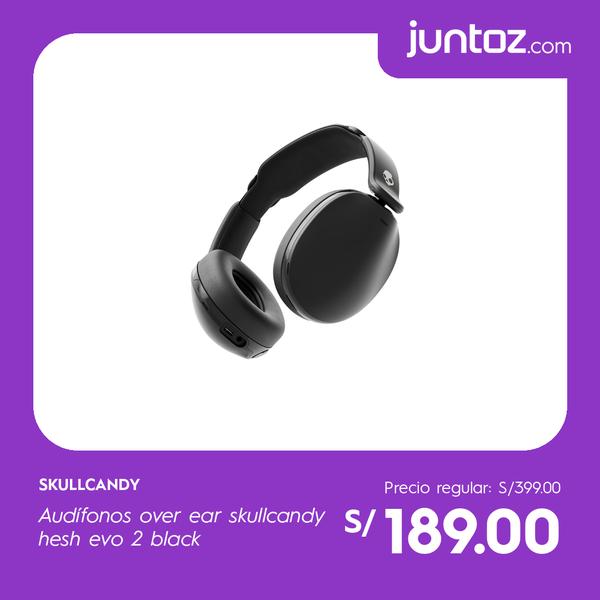 juntoz.com
SKULLCANDY
Audífonos over ear skullcandy
hesh evo 2 black
Precio regular: S/399.00
S/189.00